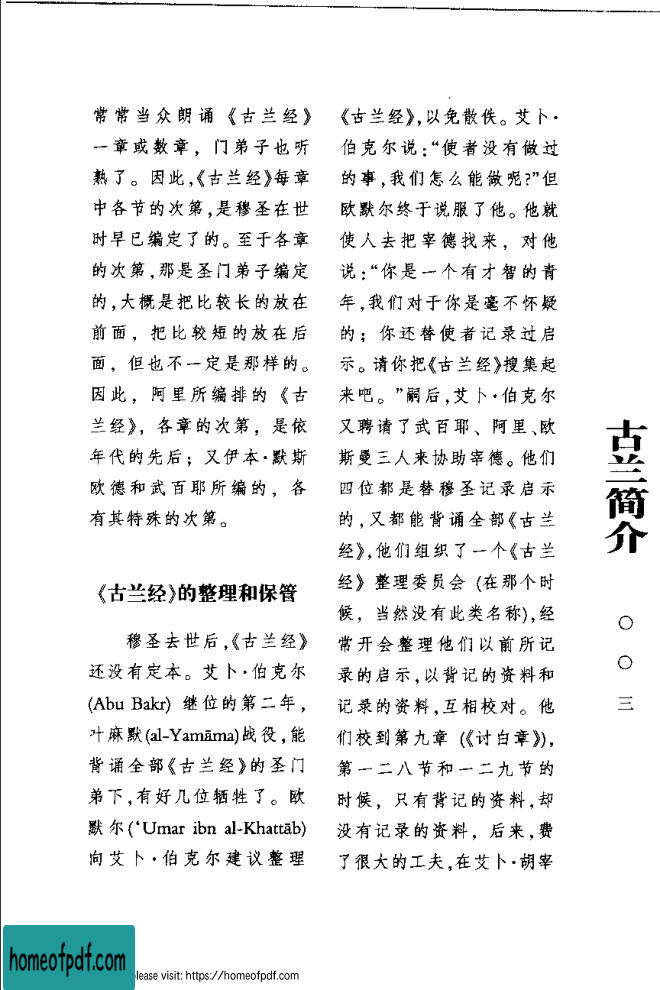 常常当众朗诵《古兰经》
一章或数章，门弟子也听
熟了。因此，《古兰经》每章
中各节的次第，是穆圣在世
时早已编定了的。至于各章
的次第，那是圣门弟子编定
的，大概是把比较长的放在
前面，把比较短的放在后
面，但也不一定是那样的。
因此，阿里所编排的《古
兰经》，各章的次第，是依
年代的先后；又伊本·默斯
欧德和武百耶所编的，各
有其特殊的次第。
《古兰经》的整理和保管
穆圣去世后，《古兰经》
还没有定本。艾卜·伯克尔
(Abu Bakr) 继位的第二年，
叶麻默(al-Yamāma)战役，能
背诵全部《古兰经》的圣门
弟下，有好几位牺牲了。欧
默尔(‘Umar ibn al-Khattāb)
向艾卜·伯克尔建议整理
《古兰经》，以免散佚。艾卜·
伯克尔说：“使者没有做过
的事，我们怎么能做呢？”但
欧默尔终于说服了他。他就
使人去把宰德找来，对他
说：“你是一个有才智的青
年，我们对于你是毫不怀疑
的；你还替使者记录过启
示。请你把《古兰经》搜集起
来吧。”嗣后，艾卜·伯克尔
又聘请了武百耶、阿里、欧
斯曼三人来协助宰德。他们
四位都是替穆圣记录启示
的，又都能背诵全部《古兰
经》，他们组织了一个《古兰
经》整理委员会 (在那个时
候，当然没有此类名称)，经
常开会整理他们以前所记
录的启示，以背记的资料和
记录的资料，互相校对。他
们校到第九章 (《讨白章》)，
第一二八节和一二九节的
时候，只有背记的资料，却
没有记录的资料，后来，费
了很大的工夫，在艾卜·胡宰
古兰简介
〇〇三
homeofpdf.com
lease visit: https://homeofpdf.com